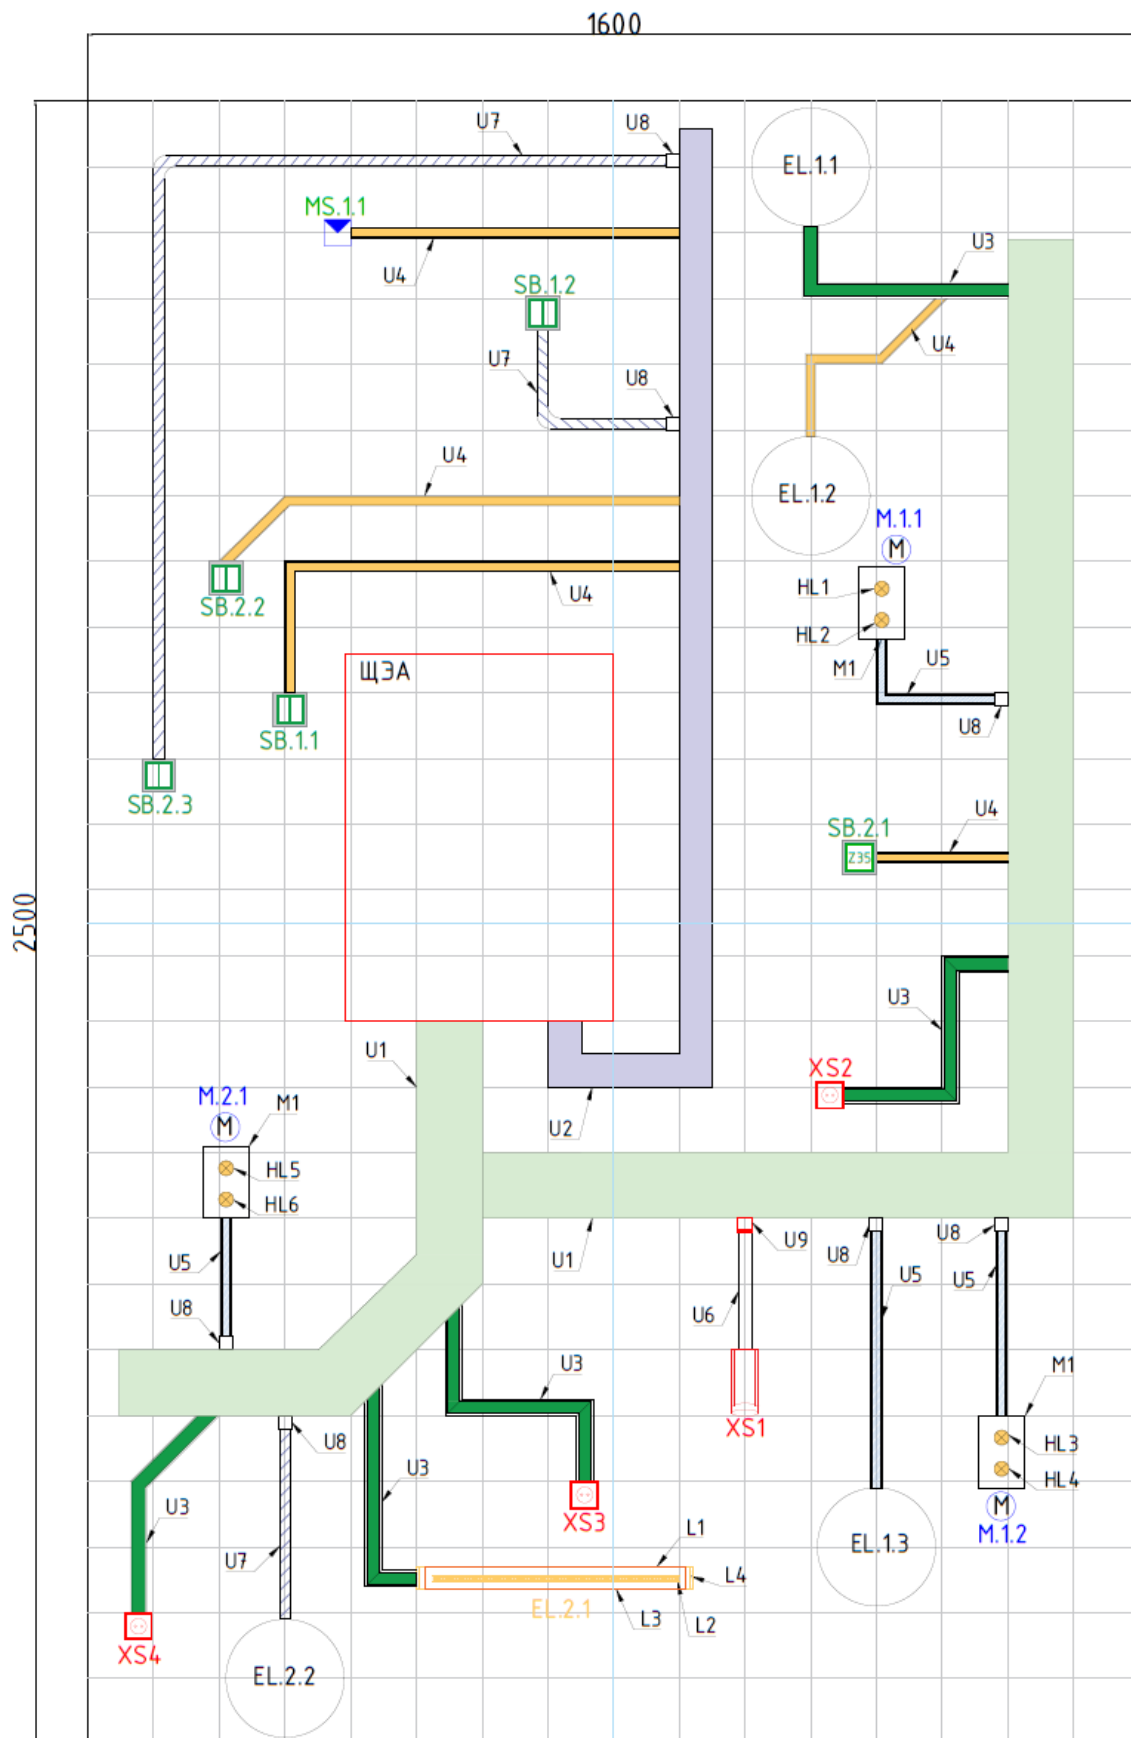 1600
U7
U8
EL.1.1
MS.1.1
U3
U4
SB.1.2
U4
U7
U8
U4
EL.1.2
M.1.1
M
HL1
SB.2.2
U4
HL2
M1
U5
ЩЭА
SB.1.1
U8
SB.2.3
U4
SB.2.1
Z35
2500
U3
U1
XS2
M.2.1
M
M1
U2
HL5
HL6
U9
U8
U8
U5
U1
U5
U5
U8
U6
U3
M1
XS1
U8
HL3
U3
HL4
U3
XS3
M
M.1.2
L1
EL.1.3
U7
L4
EL.2.1
L3
L2
XS4
EL.2.2